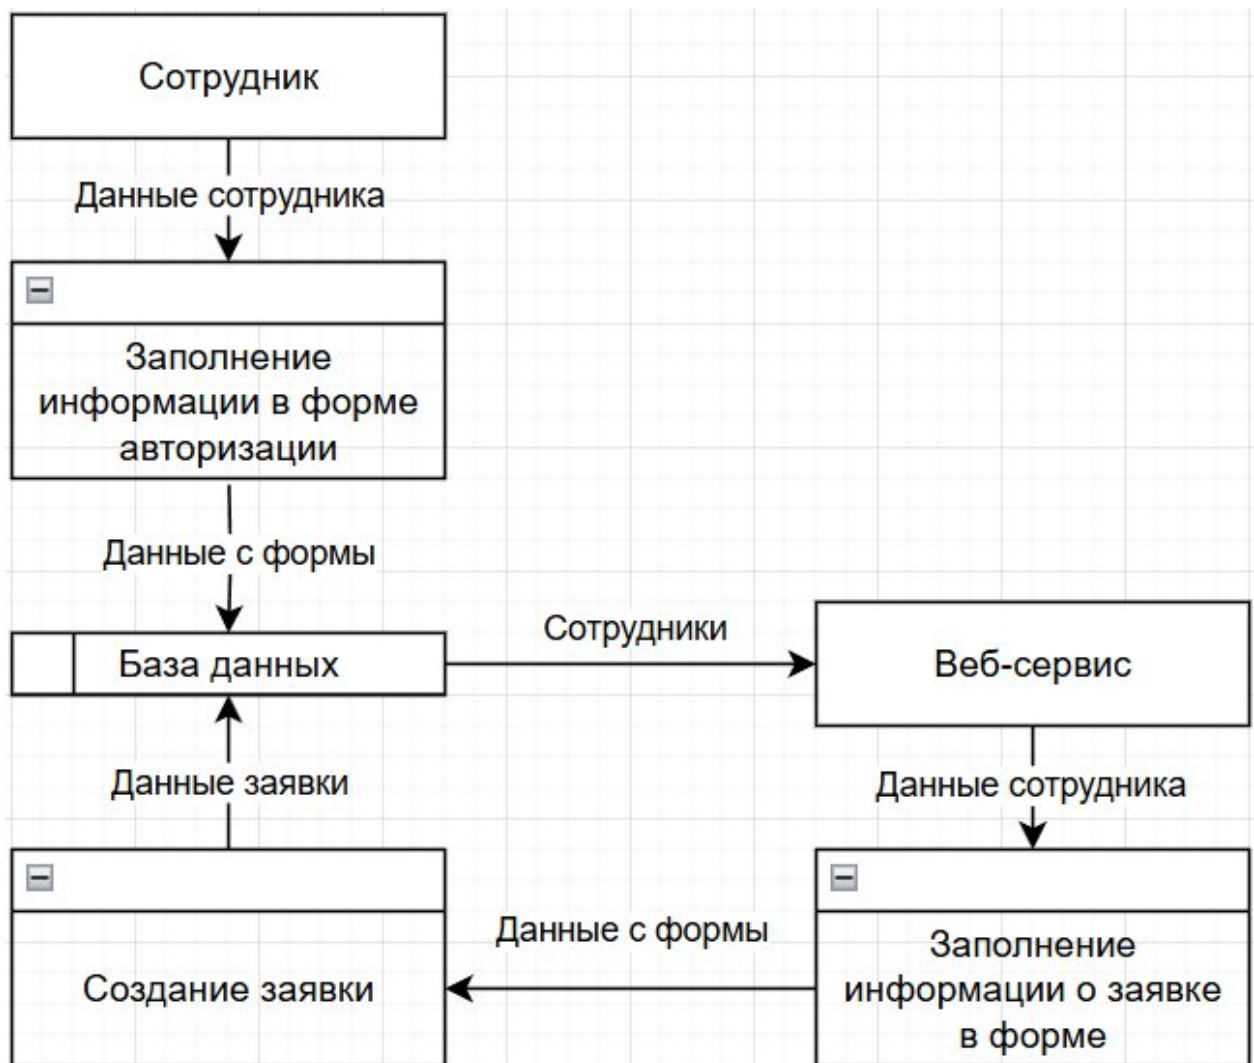 Сотрудник
Данные сотрудника
Заполнение
информации в форме
авторизации
Данные с формы
База данных
Сотрудники
Веб-сервис
Данные заявки
Данные сотрудника
Создание заявки
Данные с формы
Заполнение
информации о заявке
в форме